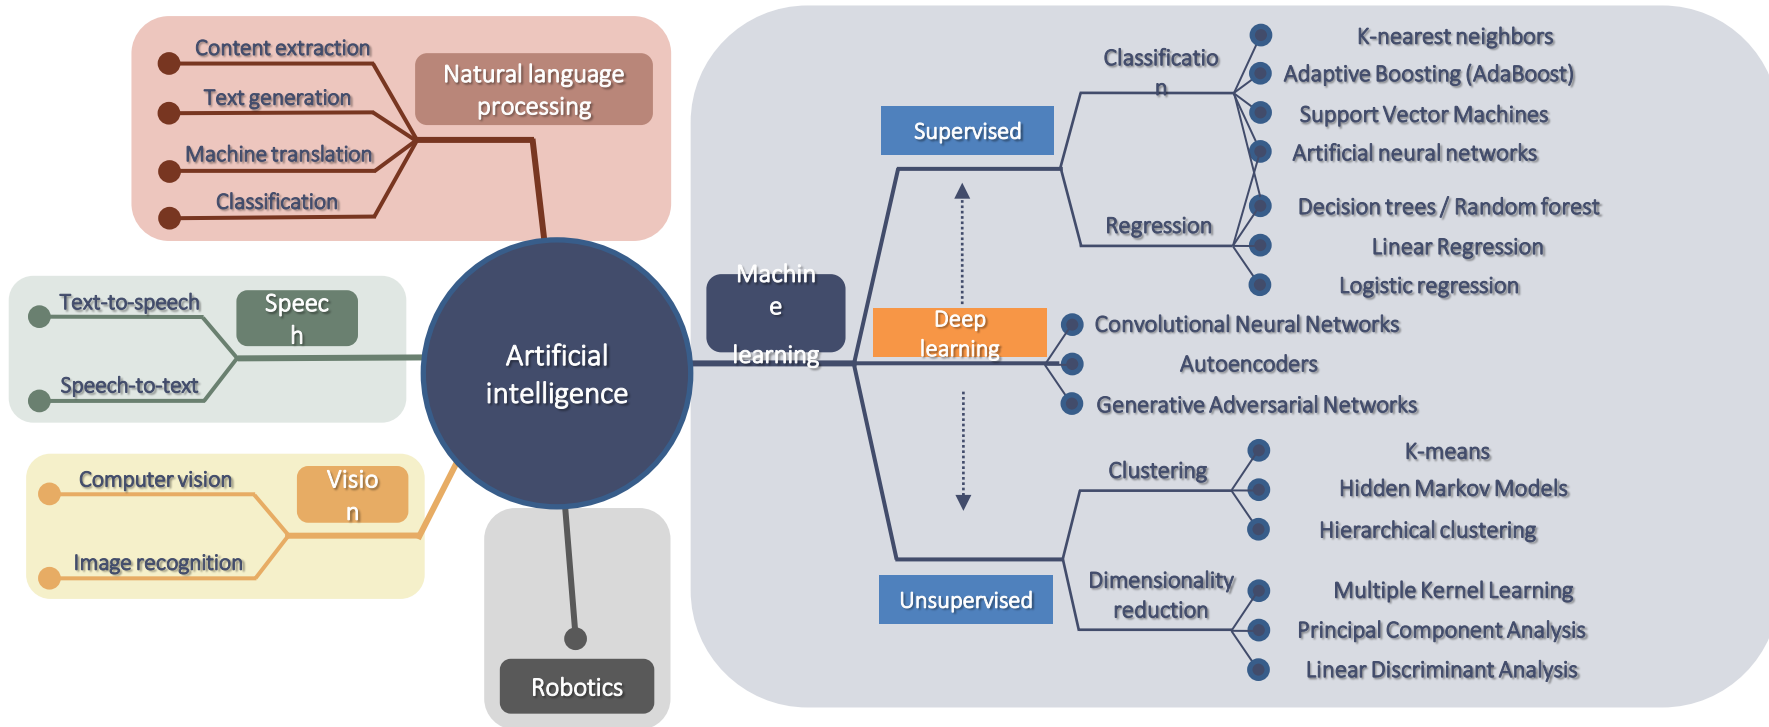 Content extraction
Text generation
Machine translation
Classification
Natural language
processing
Text-to-speech
Speech-to-text
Speec
h
Computer vision
Image recognition
Visio
n
Artificial
intelligence
Robotics
Machin
e
learning
Supervised
Deep
learning
Unsupervised
Classificatio
n
K-nearest neighbors
Adaptive Boosting (AdaBoost)
Support Vector Machines
Artificial neural networks
Decision trees / Random forest
Regression
Linear Regression
Logistic regression
Convolutional Neural Networks
Autoencoders
Generative Adversarial Networks
Clustering
K-means
Hidden Markov Models
Hierarchical clustering
Dimensionality
reduction
Multiple Kernel Learning
Principal Component Analysis
Linear Discriminant Analysis